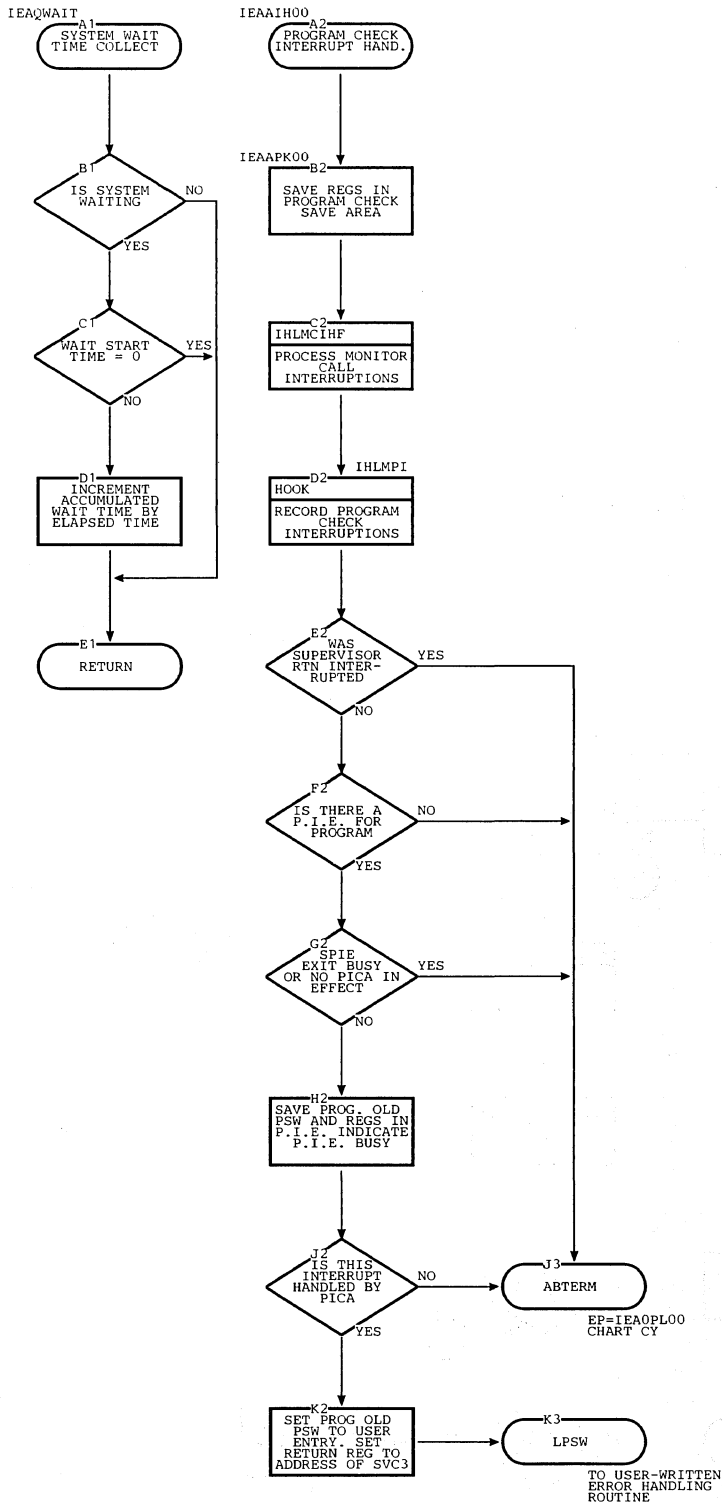 IEAQWAIT
A1
SYSTEM WAIT
TIME COLLECT
B1
IS SYSTEM
WAITING
NO
YES
C1
WAIT START
TIME = 0
YES
NO
D1
INCREMENT
ACCUMULATED
WAIT TIME BY
ELAPSED TIME
E1
RETURN
IEAAIH00
A2
PROGRAM CHECK
INTERRUPT HAND.
IEAAPK00
B2
SAVE REGS IN
PROGRAM CHECK
SAVE AREA
C2
IHLMCIHF
PROCESS MONITOR
CALL
INTERRUPTIONS
IHLMPI
D2
HOOK
RECORD PROGRAM
CHECK
INTERRUPTIONS
E2
WAS
SUPERVISOR
RTN INTER-
RUPTED
YES
NO
F2
IS THERE A
P.I.E. FOR
PROGRAM
NO
YES
G2
SPIE
EXIT BUSY
OR NO PICA IN
EFFECT
YES
NO
H2
SAVE PROG. OLD
PSW AND REGS IN
P.I.E. INDICATE
P.I.E. BUSY
J2
IS THIS
INTERRUPT
HANDLED BY
PICA
NO
YES
J3
ABTERM
EP=IEA0PL00
CHART CY
K2
SET PROG OLD
PSW TO USER
ENTRY. SET
RETURN REG TO
ADDRESS OF SVC3
K3
LPSW
TO USER-WRITTEN
ERROR HANDLING
ROUTINE